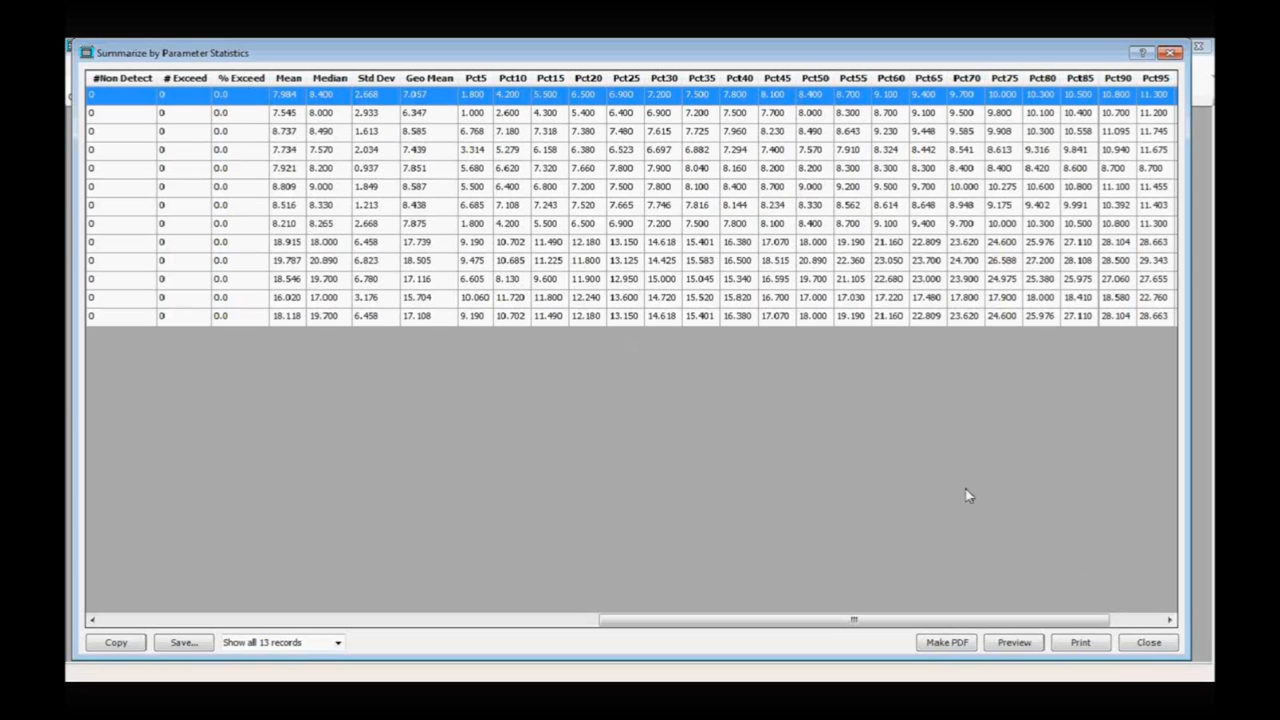 Summarize by Parameter Statistics
#Non Detect # Exceed % Exceed Mean Median Std Dev Geo Mean Pct5 Pct10 Pct15 Pct20 Pct25 Pct30 Pct35 Pct40 Pct45 Pct50 Pct55 Pct60 Pct65 Pct70 Pct75 Pct80 Pct85 Pct90 Pct95
0 0 0.0 7.984 8.400 2.668 7.057 1.800 4.200 5.500 6.500 6.900 7.200 7.500 7.800 8.100 8.400 8.700 9.100 9.400 9.700 10.000 10.300 10.500 10.800 11.300
0 0 0.0 7.545 8.000 2.933 6.347 1.000 2.600 4.300 5.400 6.400 6.900 7.200 7.500 7.700 8.000 8.300 8.700 9.100 9.500 9.800 10.100 10.400 10.700 11.200
0 0 0.0 8.737 8.490 1.613 8.585 6.768 7.180 7.318 7.380 7.480 7.615 7.725 7.960 8.230 8.490 8.643 9.230 9.448 9.585 9.908 10.300 10.558 11.095 11.745
0 0 0.0 7.734 7.570 2.034 7.439 3.314 5.279 6.158 6.380 6.523 6.697 6.882 7.294 7.400 7.570 7.910 8.324 8.442 8.541 8.613 9.316 9.841 10.940 11.675
0 0 0.0 7.921 8.200 0.937 7.851 5.680 6.620 7.320 7.660 7.800 7.900 8.040 8.160 8.200 8.200 8.300 8.300 8.300 8.400 8.400 8.420 8.600 8.700 8.700
0 0 0.0 8.809 9.000 1.849 8.587 5.500 6.400 6.800 7.200 7.500 7.800 8.100 8.400 8.700 9.000 9.200 9.500 9.700 10.000 10.275 10.600 10.800 11.100 11.455
0 0 0.0 8.516 8.330 1.213 8.438 6.685 7.108 7.243 7.520 7.665 7.746 7.816 8.144 8.234 8.330 8.562 8.614 8.648 8.948 9.175 9.402 9.991 10.392 11.403
0 0 0.0 8.210 8.265 2.668 7.875 1.800 4.200 5.500 6.500 6.900 7.200 7.500 7.800 8.100 8.400 8.700 9.100 9.400 9.700 10.000 10.300 10.500 10.800 11.300
0 0 0.0 18.915 18.000 6.458 17.739 9.190 10.702 11.490 12.180 13.150 14.618 15.401 16.380 17.070 18.000 19.190 21.160 22.809 23.620 24.600 25.976 27.110 28.104 28.663
0 0 0.0 19.787 20.890 6.823 18.505 9.475 10.685 11.225 11.800 13.125 14.425 15.583 16.500 18.515 20.890 22.360 23.050 23.700 24.700 26.588 27.200 28.108 28.500 29.343
0 0 0.0 18.546 19.700 6.780 17.116 6.605 8.130 9.600 11.900 12.950 15.000 15.045 15.340 16.595 19.700 21.105 22.680 23.000 23.900 24.975 25.380 25.975 27.060 27.655
0 0 0.0 16.020 17.000 3.176 15.704 10.060 11.720 11.800 12.240 13.600 14.720 15.520 15.820 16.700 17.000 17.030 17.220 17.480 17.800 17.900 18.000 18.410 18.580 22.760
0 0 0.0 18.118 19.700 6.458 17.108 9.190 10.702 11.490 12.180 13.150 14.618 15.401 16.380 17.070 18.000 19.190 21.160 22.809 23.620 24.600 25.976 27.110 28.104 28.663
Copy Save... Show all 13 records Make PDF Preview Print Close